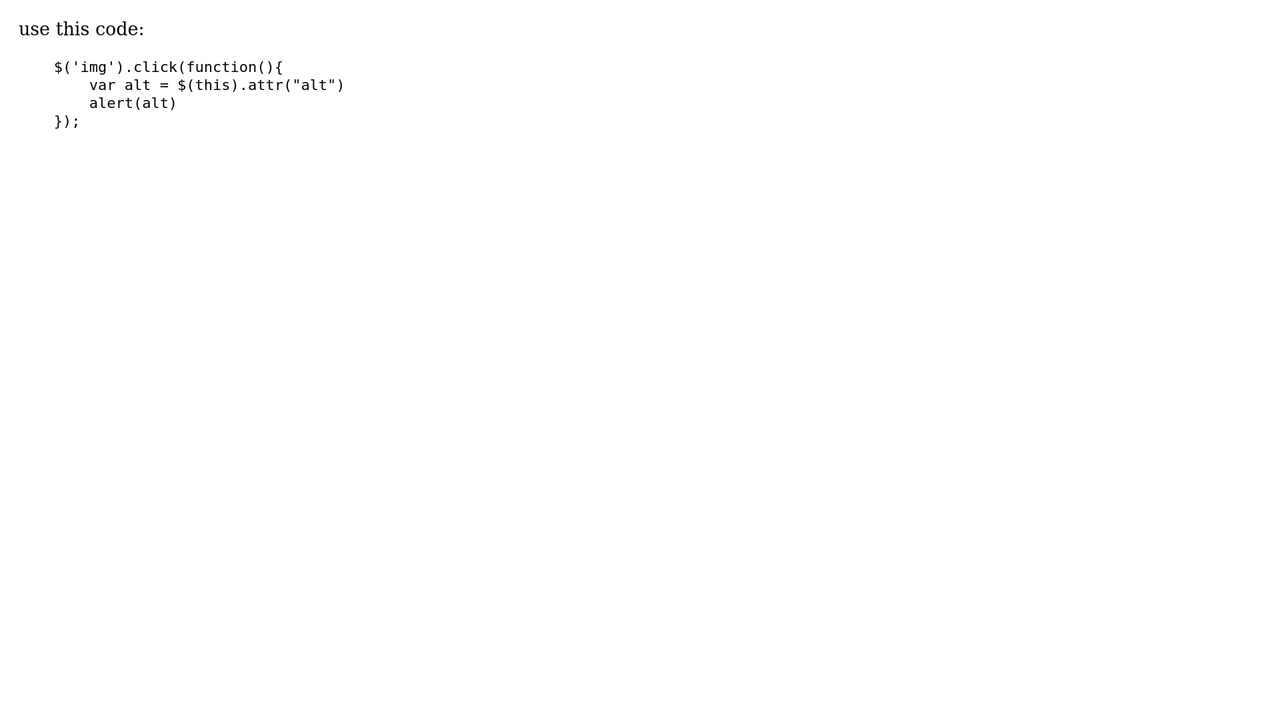 use this code:
$('img').click(function(){
    var alt = $(this).attr("alt")
    alert(alt)
});